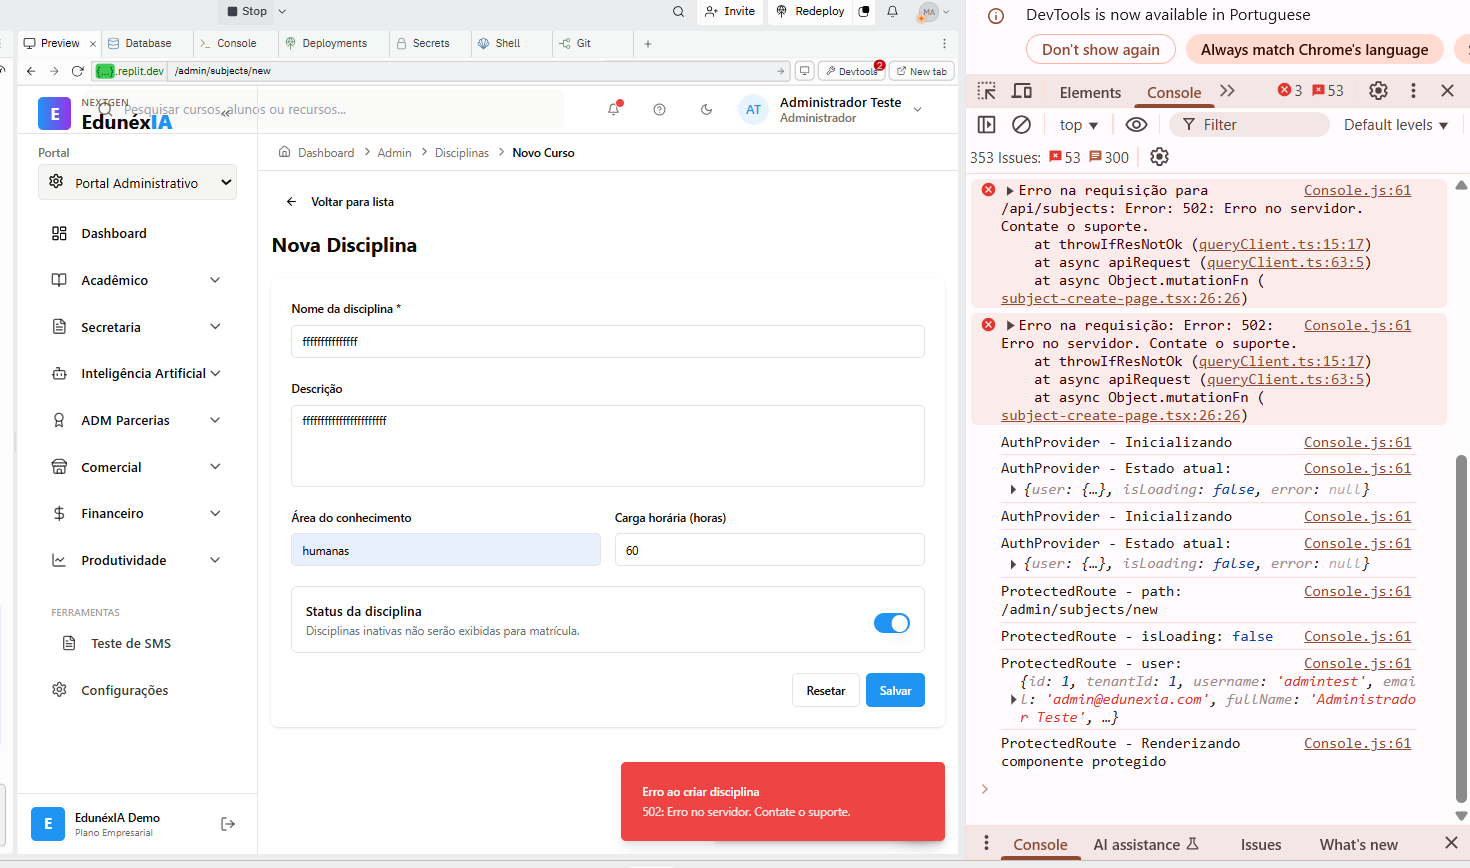 Stop
Invite
Redeploy
MA
Preview
Database
Console
Deployments
Secrets
Shell
Git
{...}.replit.dev
/admin/subjects/new
Devtools
2
New tab
E
NEXTGEN
EdunéxIA
Pesquisar cursos, alunos ou recursos...
AT
Administrador Teste
Administrador
Portal
Portal Administrativo
Dashboard
Acadêmico
Secretaria
Inteligência Artificial
ADM Parcerias
Comercial
Financeiro
Produtividade
FERRAMENTAS
Teste de SMS
Configurações
E
EdunéxIA Demo
Plano Empresarial
Dashboard
Admin
Disciplinas
Novo Curso
Voltar para lista
Nova Disciplina
Nome da disciplina *
fffffffffffffff
Descrição
fffffffffffffffffffffff
Área do conhecimento
humanas
Carga horária (horas)
60
Status da disciplina
Disciplinas inativas não serão exibidas para matrícula.
Resetar
Salvar
Erro ao criar disciplina
502: Erro no servidor. Contate o suporte.
DevTools is now available in Portuguese
Don't show again
Always match Chrome's language
Elements
Console
3
53
top
Filter
Default levels
353 Issues:
53
300
Erro na requisição para
Console.js:61
/api/subjects: Error: 502: Erro no servidor.
Contate o suporte.
at throwIfResNotOk (queryClient.ts:15:17)
at async apiRequest (queryClient.ts:63:5)
at async Object.mutationFn (
subject-create-page.tsx:26:26)
Erro na requisição: Error: 502:
Console.js:61
Erro no servidor. Contate o suporte.
at throwIfResNotOk (queryClient.ts:15:17)
at async apiRequest (queryClient.ts:63:5)
at async Object.mutationFn (
subject-create-page.tsx:26:26)
AuthProvider - Inicializando
Console.js:61
AuthProvider - Estado atual:
Console.js:61
{user: {…}, isLoading: false, error: null}
AuthProvider - Inicializando
Console.js:61
AuthProvider - Estado atual:
Console.js:61
{user: {…}, isLoading: false, error: null}
ProtectedRoute - path:
Console.js:61
/admin/subjects/new
ProtectedRoute - isLoading: false
Console.js:61
ProtectedRoute - user:
Console.js:61
{id: 1, tenantId: 1, username: 'admintest', emai
l: 'admin@edunexia.com', fullName: 'Administrado
r Teste', …}
ProtectedRoute - Renderizando
Console.js:61
componente protegido
Console
AI assistance
Issues
What's new